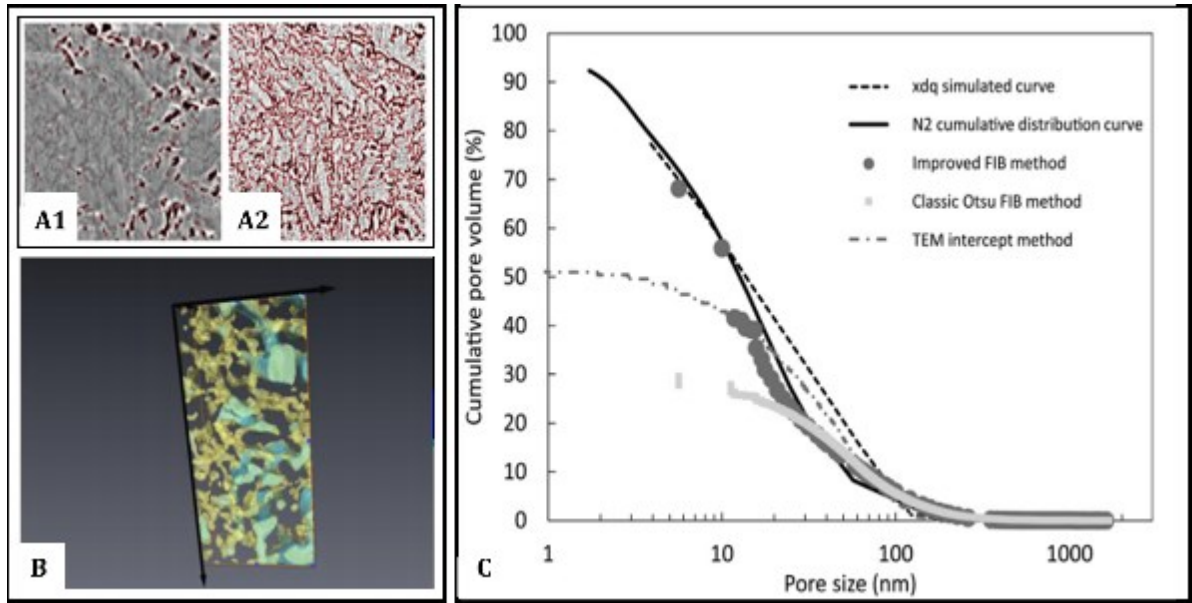 A1
A2
B
C
Cumulative pore volume (%)
100
90
80
70
60
50
40
30
20
10
0
1
10
100
1000
Pore size (nm)
xdq simulated curve
N2 cumulative distribution curve
Improved FIB method
Classic Otsu FIB method
TEM intercept method